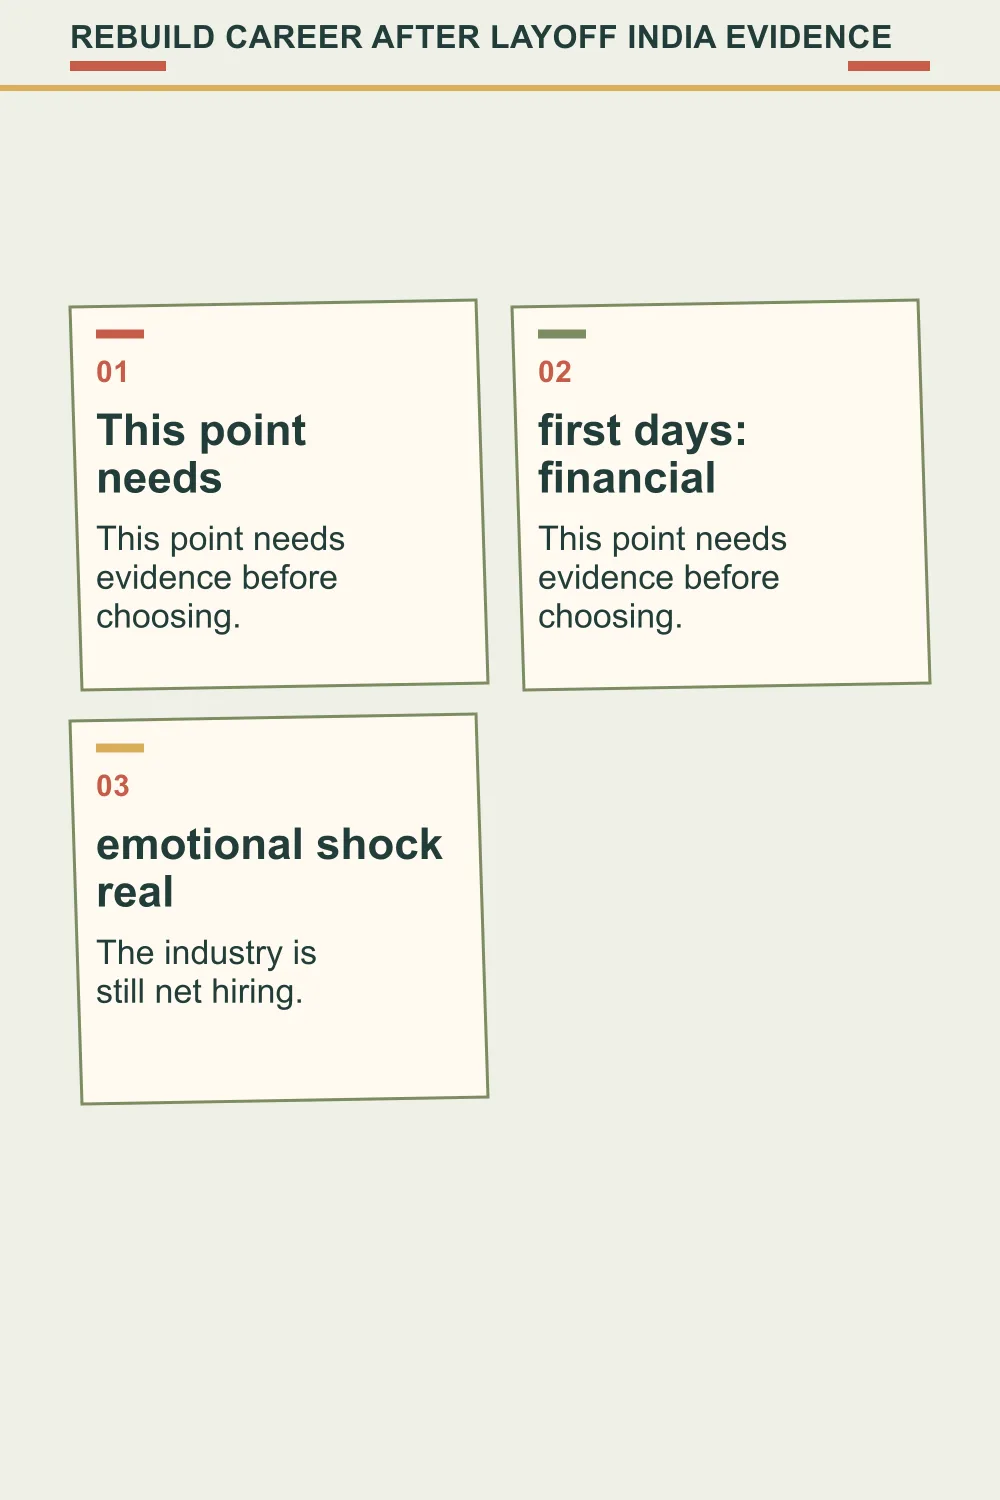 REBUILD CAREER AFTER LAYOFF INDIA EVIDENCE
01
This point
needs
This point needs
evidence before
choosing.
02
first days:
financial
This point needs
evidence before
choosing.
03
emotional shock
real
The industry is
still net hiring.